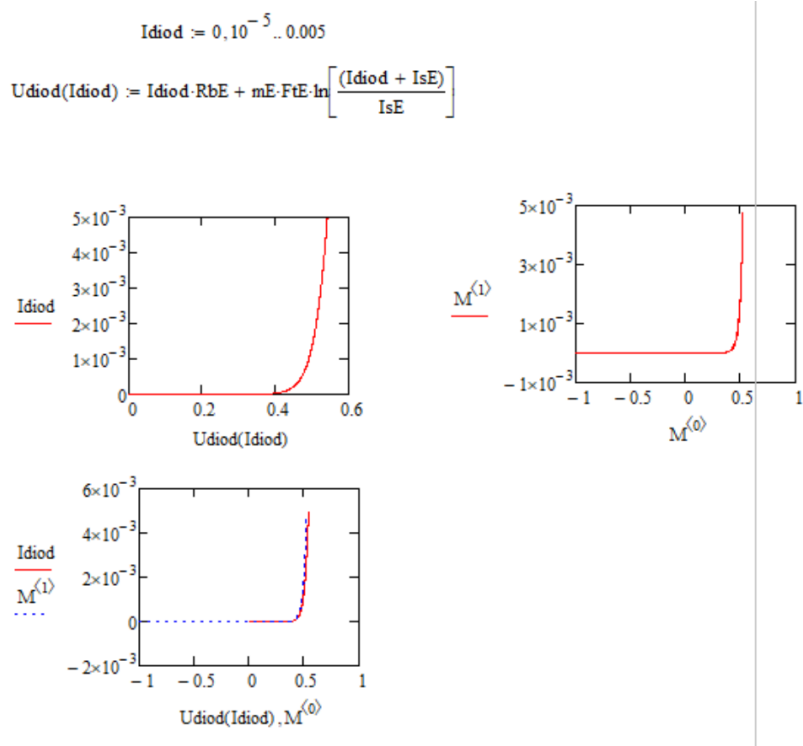 Idiod := 0, 10^-5 .. 0.005
Udiod(Idiod) := Idiod·RbE + mE·FtE·ln[(Idiod + IsE)/IsE]
5×10^-3
4×10^-3
3×10^-3
2×10^-3
1×10^-3
0
Idiod
0 0.2 0.4 0.6
Udiod(Idiod)
5×10^-3
3×10^-3
1×10^-3
−1×10^-3
M^⟨1⟩
−1 −0.5 0 0.5 1
M^⟨0⟩
6×10^-3
4×10^-3
2×10^-3
0
−2×10^-3
Idiod
M^⟨1⟩
−1 −0.5 0 0.5 1
Udiod(Idiod), M^⟨0⟩